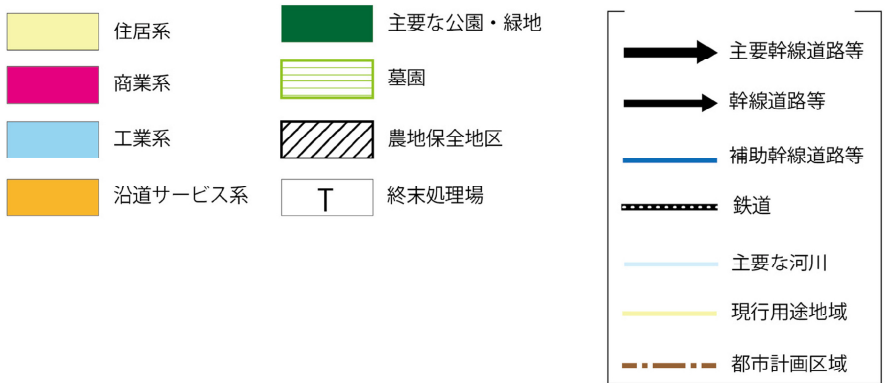 住居系
商業系
工業系
沿道サービス系
主要な公園・緑地
墓園
農地保全地区
T
終末処理場
主要幹線道路等
幹線道路等
補助幹線道路等
鉄道
主要な河川
現行用途地域
都市計画区域